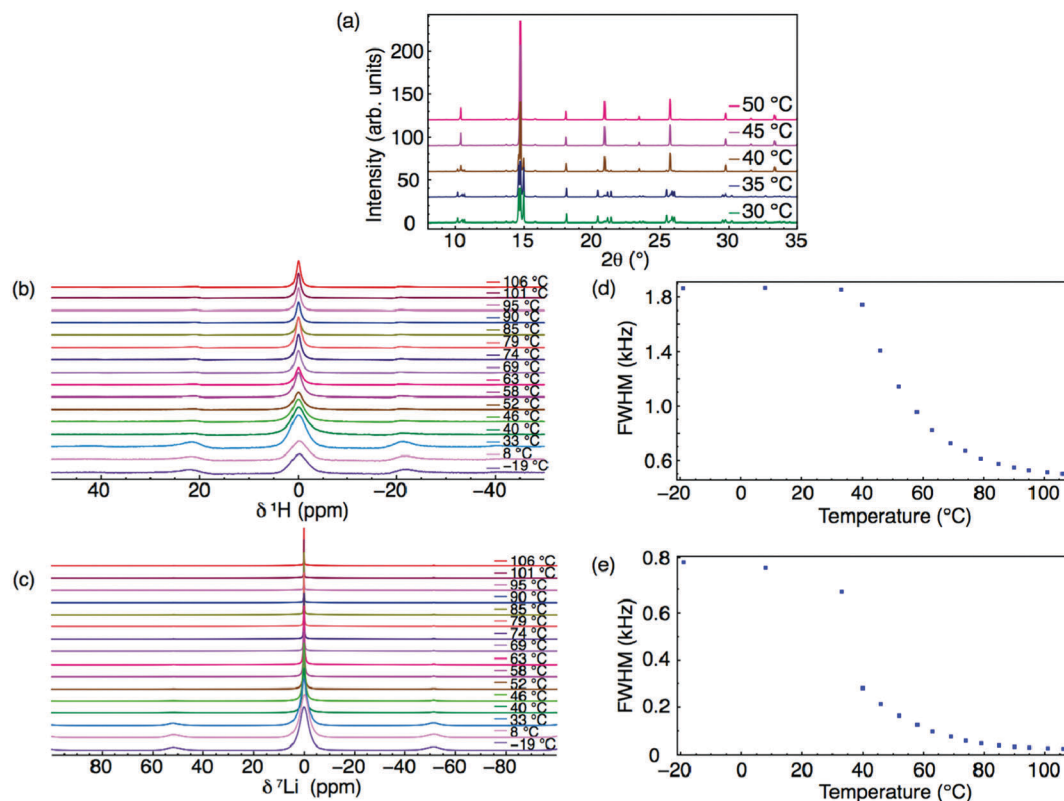 (a)
Intensity (arb. units)
200
150
100
50
0
50 °C
45 °C
40 °C
35 °C
30 °C
10 15 20 25 30 35
2θ (°)
(b)
106 °C
101 °C
95 °C
90 °C
85 °C
79 °C
74 °C
69 °C
63 °C
58 °C
52 °C
46 °C
40 °C
33 °C
8 °C
−19 °C
40 20 0 −20 −40
δ ¹H (ppm)
(c)
106 °C
101 °C
95 °C
90 °C
85 °C
79 °C
74 °C
69 °C
63 °C
58 °C
52 °C
46 °C
40 °C
33 °C
8 °C
−19 °C
80 60 40 20 0 −20 −40 −60 −80
δ ⁷Li (ppm)
(d)
FWHM (kHz)
1.8
1.4
1.0
0.6
−20 0 20 40 60 80 100
Temperature (°C)
(e)
FWHM (kHz)
0.8
0.6
0.4
0.2
0
−20 0 20 40 60 80 100
Temperature (°C)